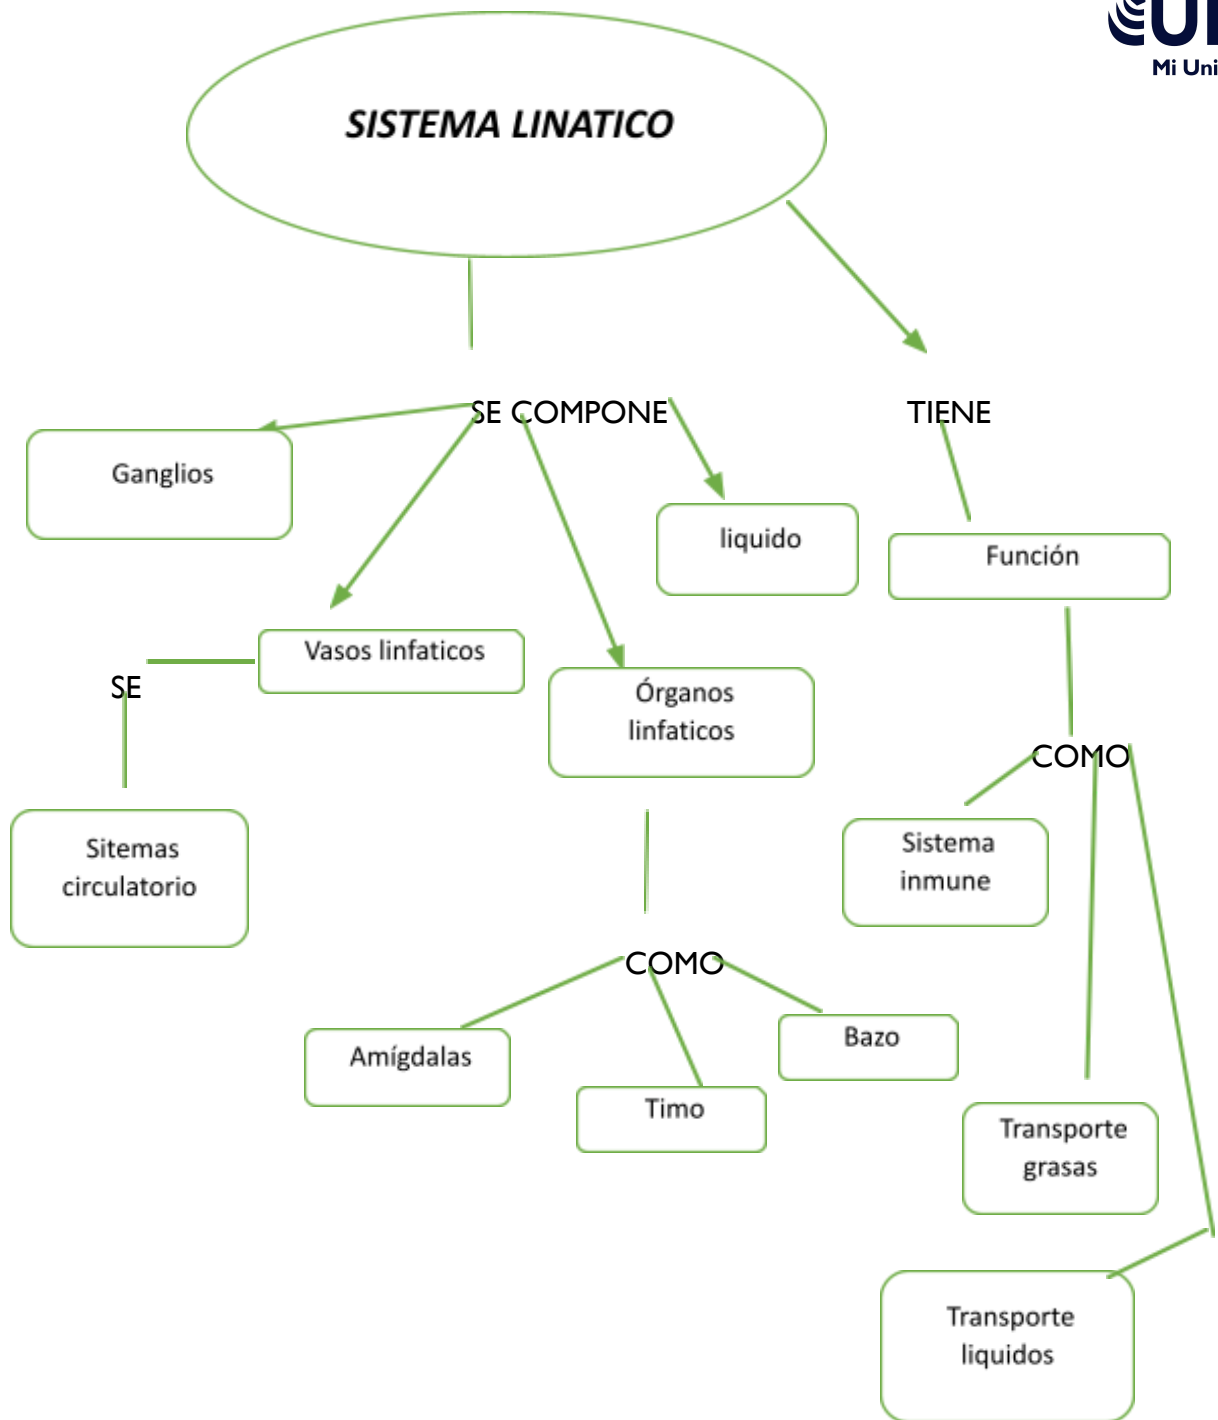 UI
Mi Uni
SISTEMA LINATICO
SE COMPONE
TIENE
Ganglios
liquido
Función
Vasos linfaticos
SE
Órganos
linfaticos
COMO
Sitemas
circulatorio
Sistema
inmune
COMO
Amígdalas
Bazo
Timo
Transporte
grasas
Transporte
liquidos